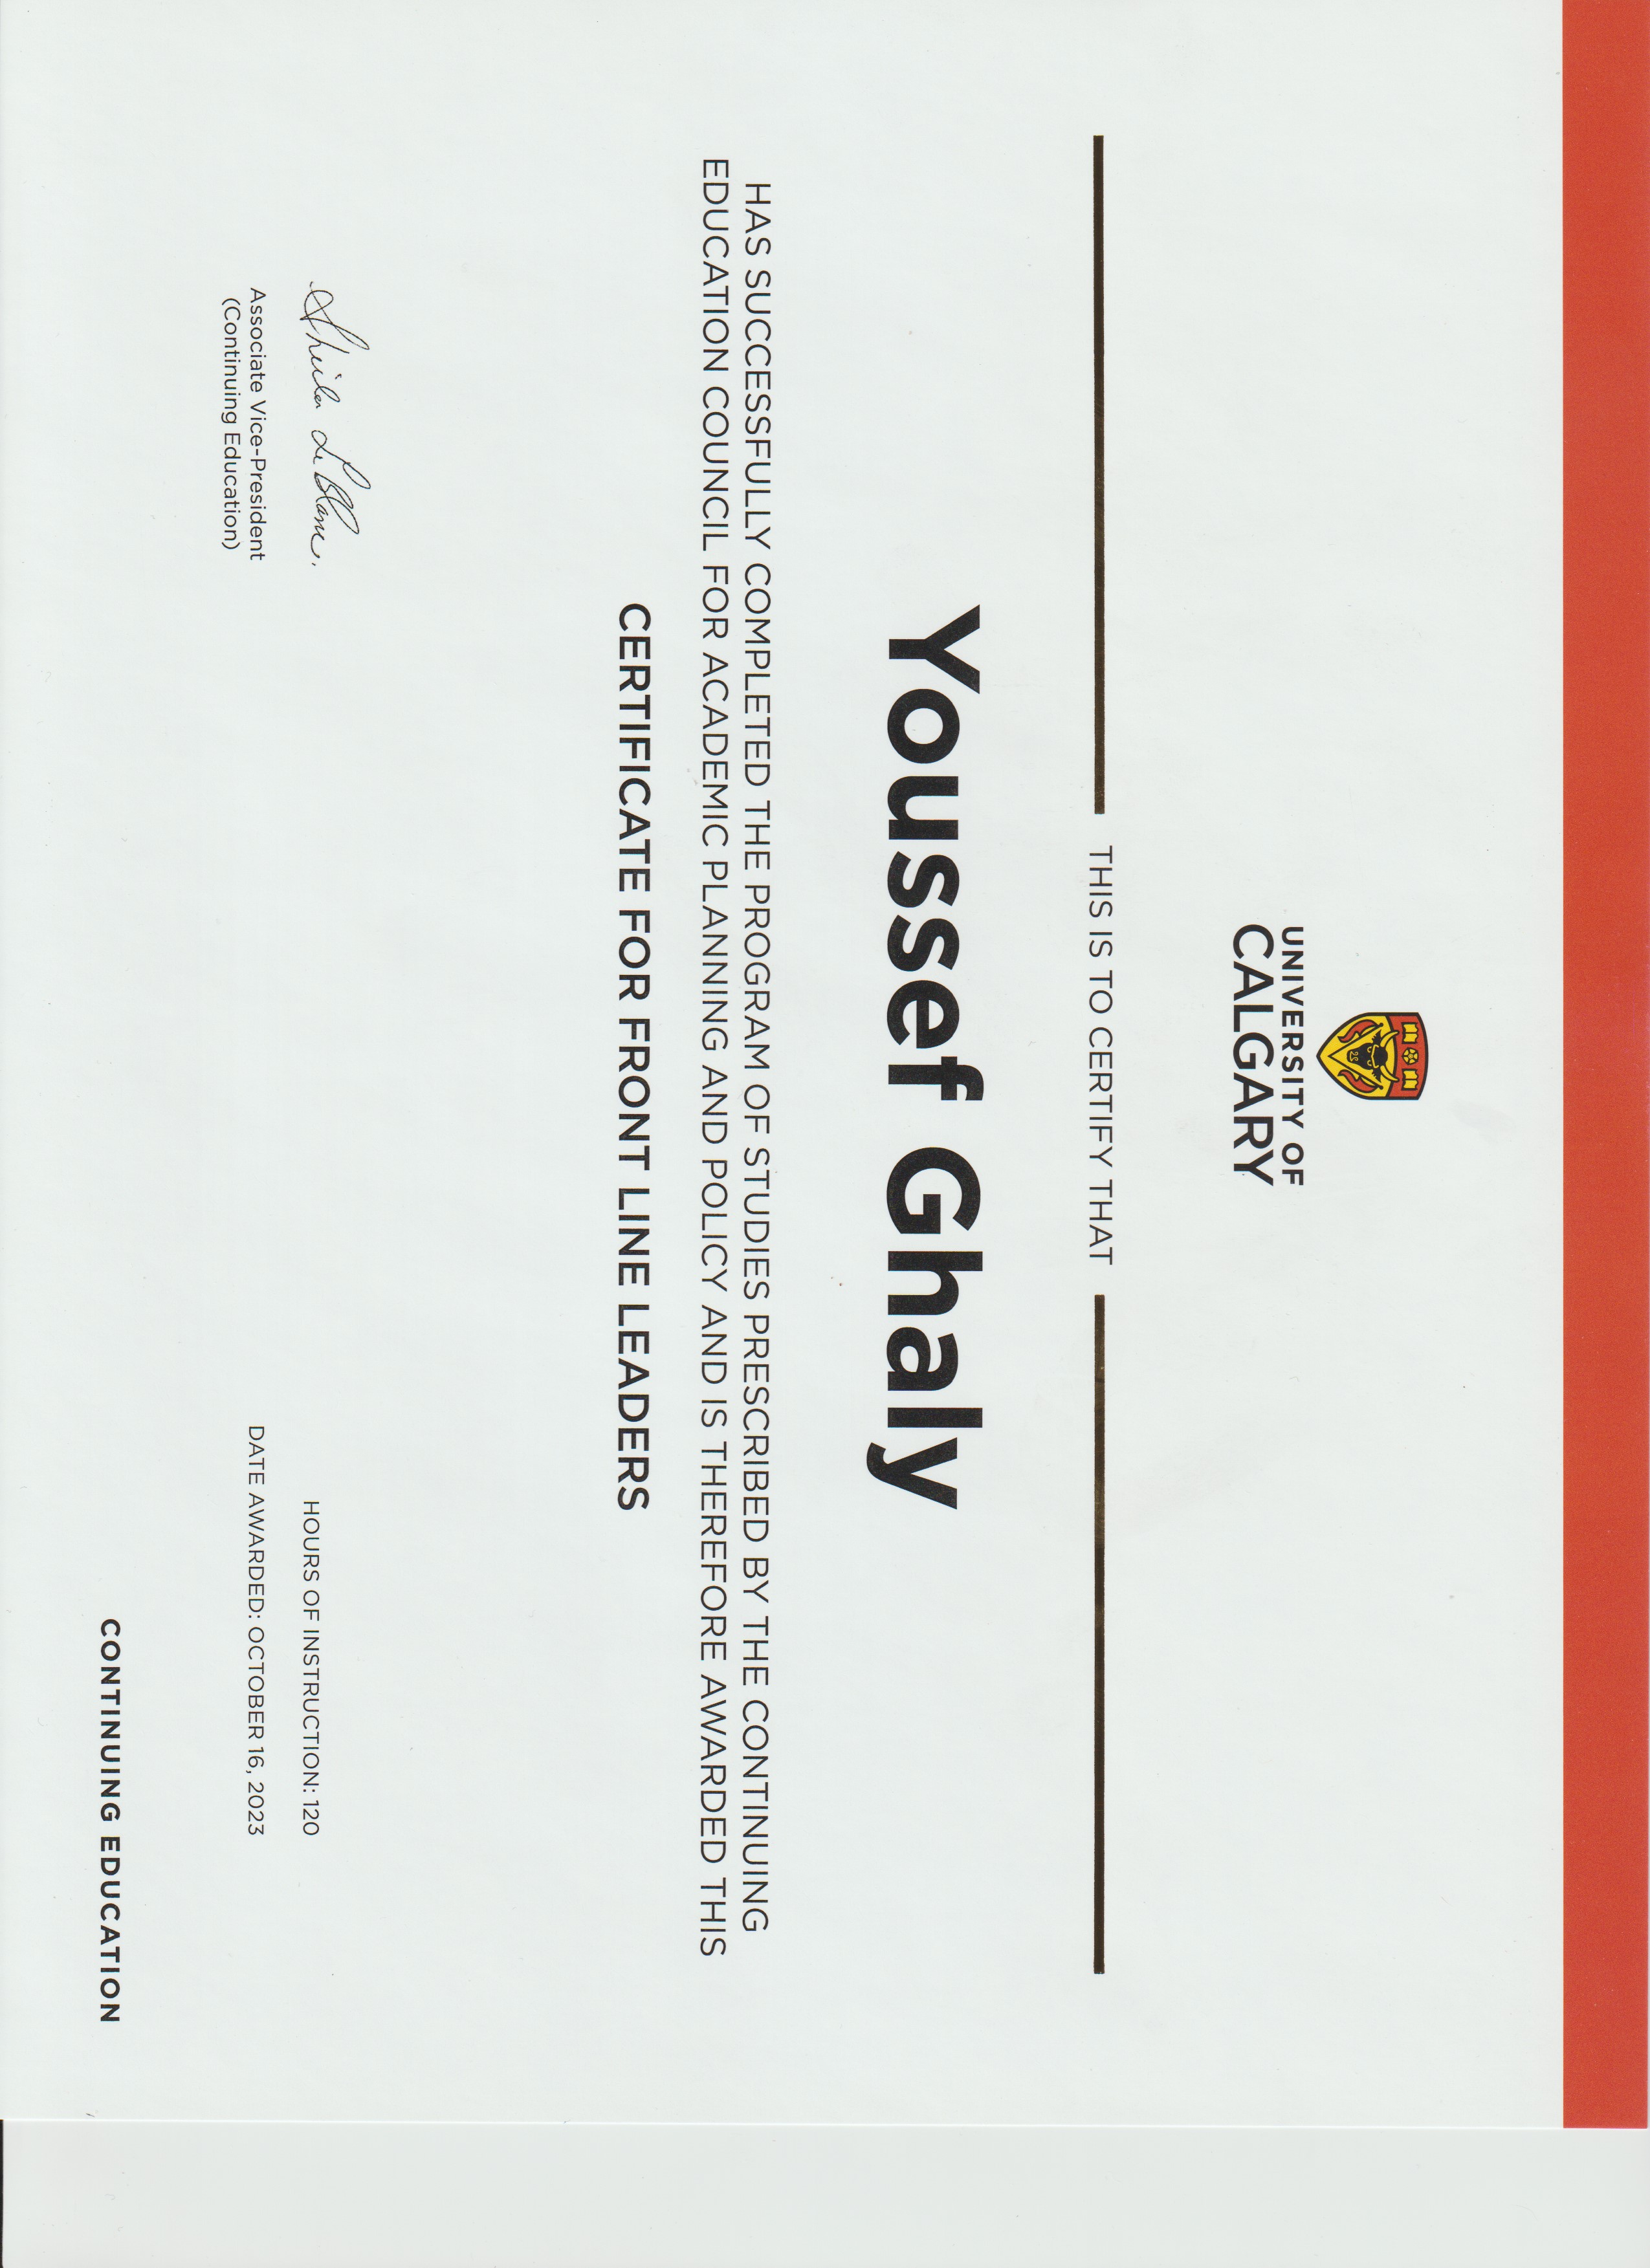 UNIVERSITY OF
CALGARY
THIS IS TO CERTIFY THAT
Youssef Ghaly
HAS SUCCESSFULLY COMPLETED THE PROGRAM OF STUDIES PRESCRIBED BY THE CONTINUING
EDUCATION COUNCIL FOR ACADEMIC PLANNING AND POLICY AND IS THEREFORE AWARDED THIS
CERTIFICATE FOR FRONT LINE LEADERS
Sheila LeBlanc.
Associate Vice-President
(Continuing Education)
HOURS OF INSTRUCTION: 120
DATE AWARDED: OCTOBER 16, 2023
CONTINUING EDUCATION